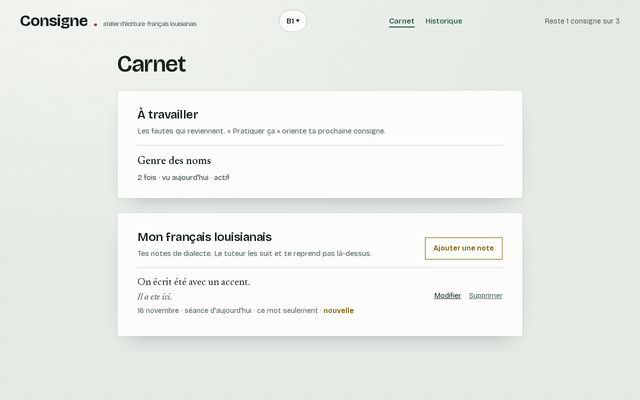 Consigne . atelier d'écriture français louisianais
B1 ▾
Carnet Historique
Reste 1 consigne sur 3
Carnet
À travailler
Les fautes qui reviennent. « Pratiquer ça » oriente ta prochaine consigne.
Genre des noms
2 fois · vu aujourd'hui · actif
Mon français louisianais
Tes notes de dialecte. Le tuteur les suit et te reprend pas là-dessus.
Ajouter une note
On écrit été avec un accent.
Il a ete ici.
16 novembre · séance d'aujourd'hui · ce mot seulement · nouvelle
Modifier Supprimer